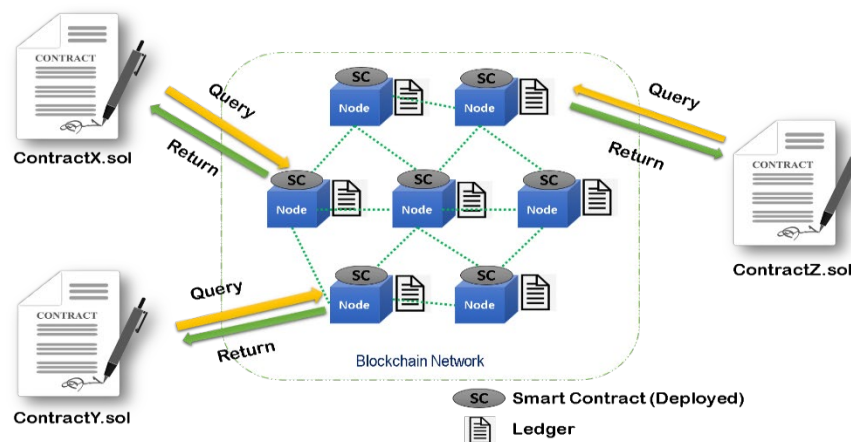 CONTRACT
ContractX.sol
Query
Return
SC
Node
SC
Node
Query
Return
CONTRACT
ContractZ.sol
SC
Node
SC
Node
SC
Node
CONTRACT
ContractY.sol
Query
Return
SC
Node
SC
Node
Blockchain Network
SC Smart Contract (Deployed)
Ledger